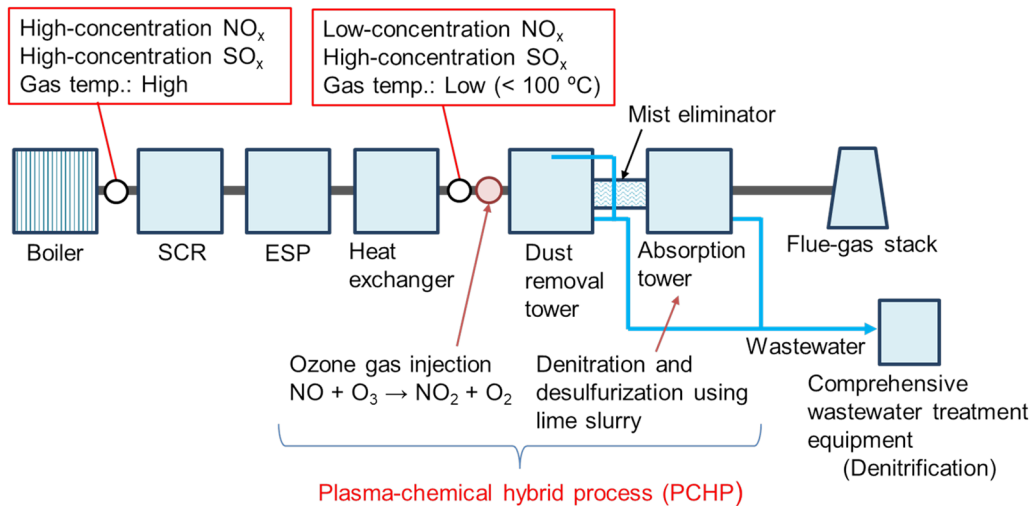 High-concentration NOₓ
High-concentration SOₓ
Gas temp.: High
Low-concentration NOₓ
High-concentration SOₓ
Gas temp.: Low (< 100 ºC)
Mist eliminator
Boiler
SCR
ESP
Heat
exchanger
Dust
removal
tower
Absorption
tower
Flue-gas stack
Ozone gas injection
NO + O₃ → NO₂ + O₂
Denitration and
desulfurization using
lime slurry
Wastewater
Comprehensive
wastewater treatment
equipment
(Denitrification)
Plasma-chemical hybrid process (PCHP)